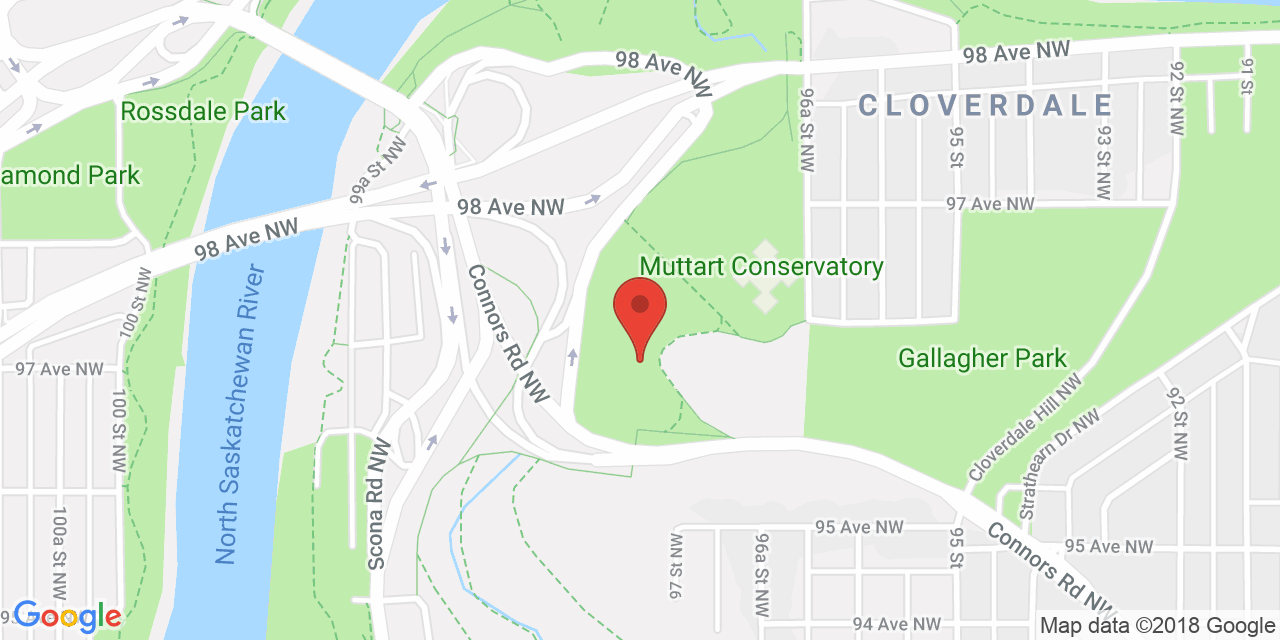 98 Ave NW
98 Ave NW
91 St
92 St NW
Rossdale Park
CLOVERDALE
96a St NW
95 St
93 St NW
99a St NW
amond Park
98 Ave NW
97 Ave NW
98 Ave NW
Muttart Conservatory
100 St NW
North Saskatchewan River
Connors Rd NW
Gallagher Park
97 Ave NW
100 St NW
Cloverdale Hill NW
Strathearn Dr NW
92 St NW
Scona Rd NW
100a St NW
95 Ave NW
97 St NW
96a St NW
95 St
Connors Rd NW
95 Ave NW
Google
94 Ave NW
Map data ©2018 Google